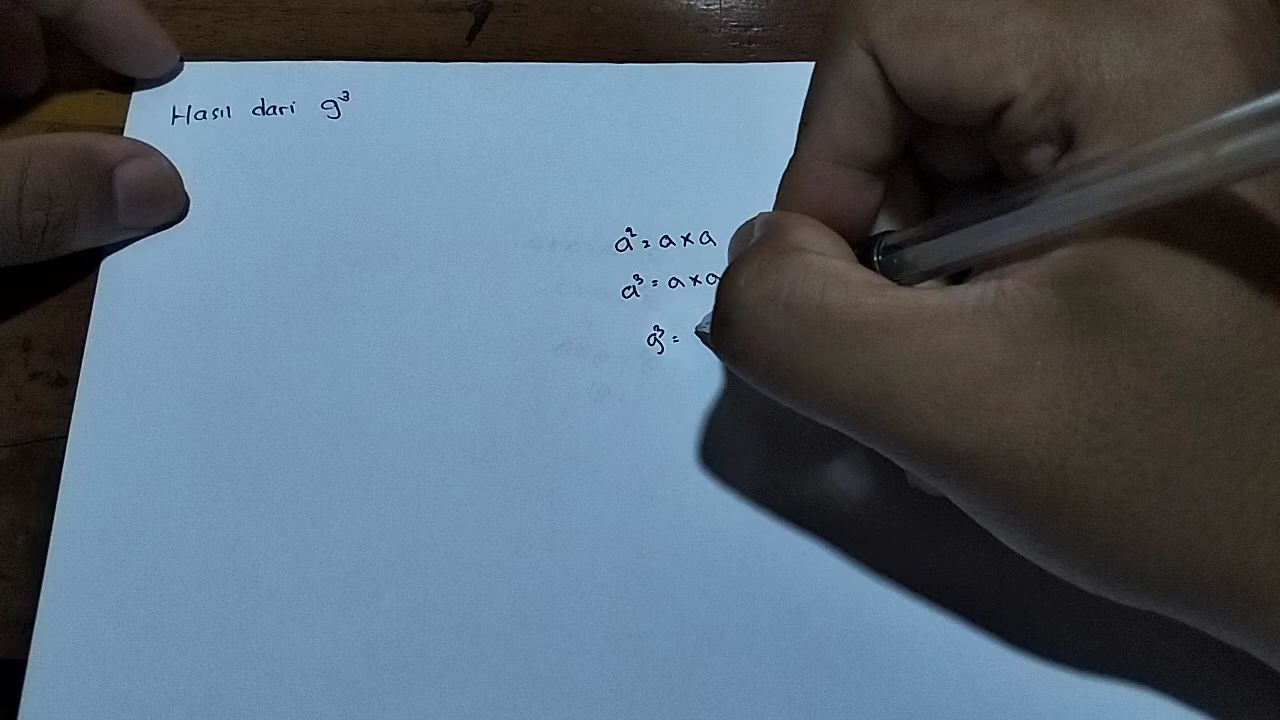 Hasil dari 9³
a² = a × a
a³ = a × a
9³ =